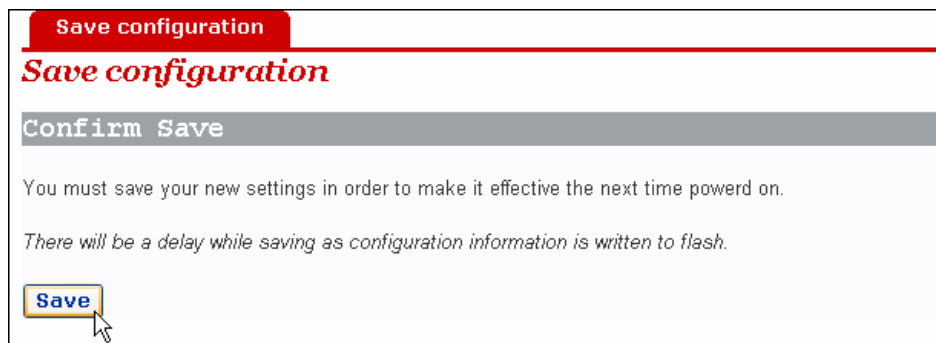 Save configuration
Save configuration
Confirm Save
You must save your new settings in order to make it effective the next time powerd on.
There will be a delay while saving as configuration information is written to flash.
Save